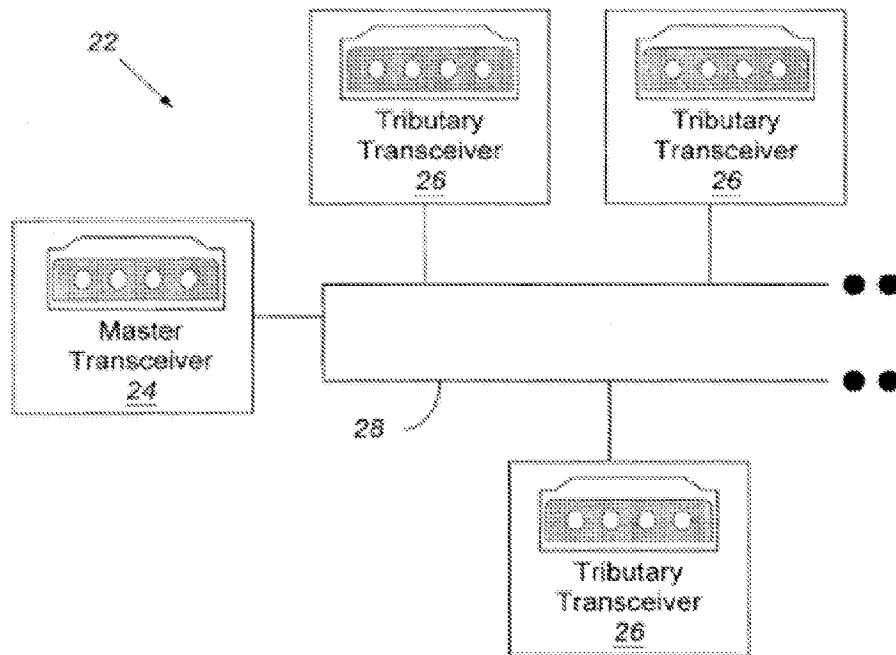 22
Tributary
Transceiver
26
Tributary
Transceiver
26
Master
Transceiver
24
28
Tributary
Transceiver
26